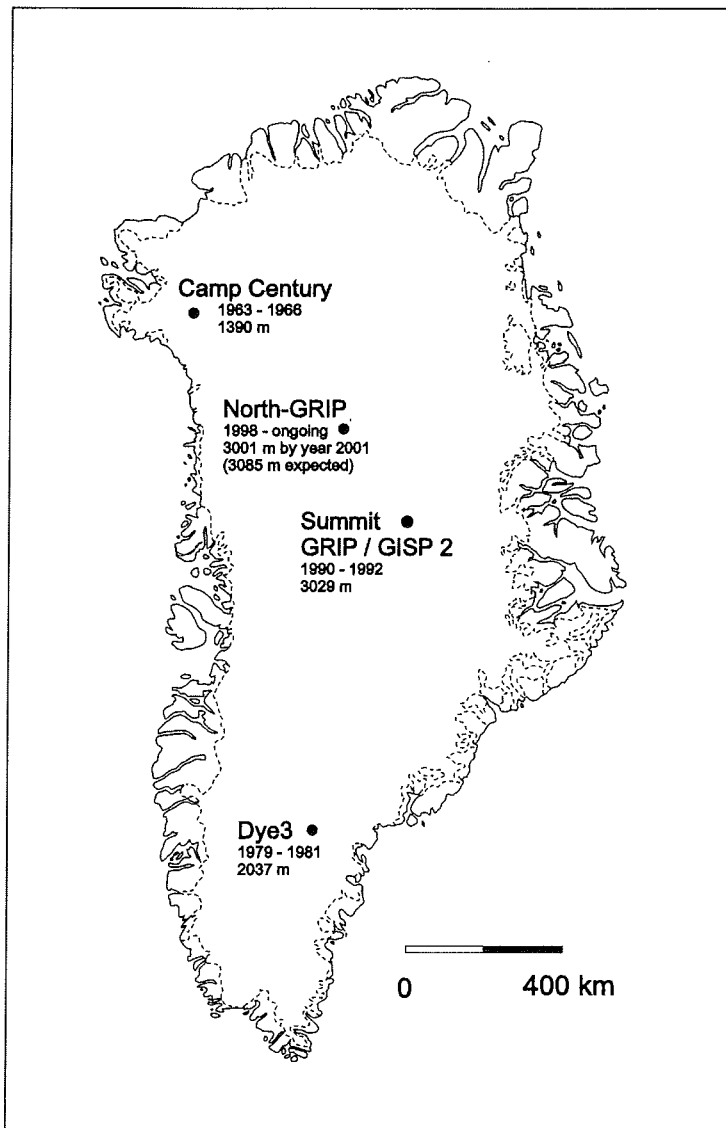 Camp Century
1963 - 1966
1390 m
North-GRIP
1998 - ongoing
3001 m by year 2001
(3085 m expected)
Summit
GRIP / GISP 2
1990 - 1992
3029 m
Dye3
1979 - 1981
2037 m
0 400 km